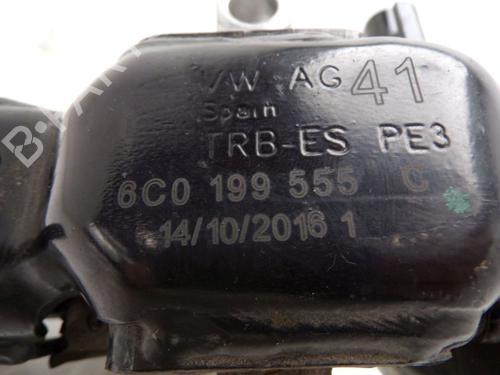 VW AG 41
Spain
TRB-ES PE3
6C0 199 555 C
14/10/2016 1